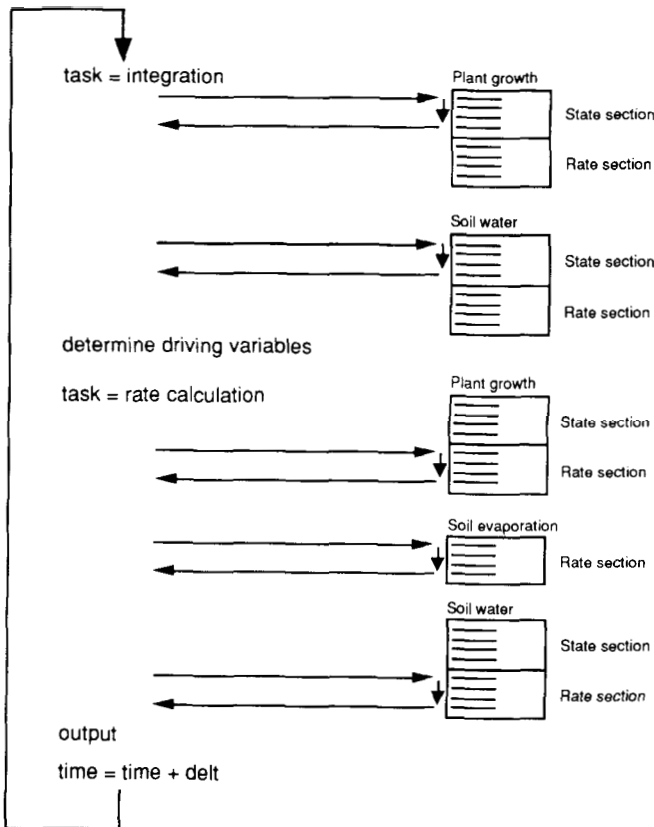 task = integration
Plant growth
State section
Rate section
Soil water
State section
Rate section
determine driving variables
task = rate calculation
Plant growth
State section
Rate section
Soil evaporation
Rate section
Soil water
State section
Rate section
output
time = time + delt